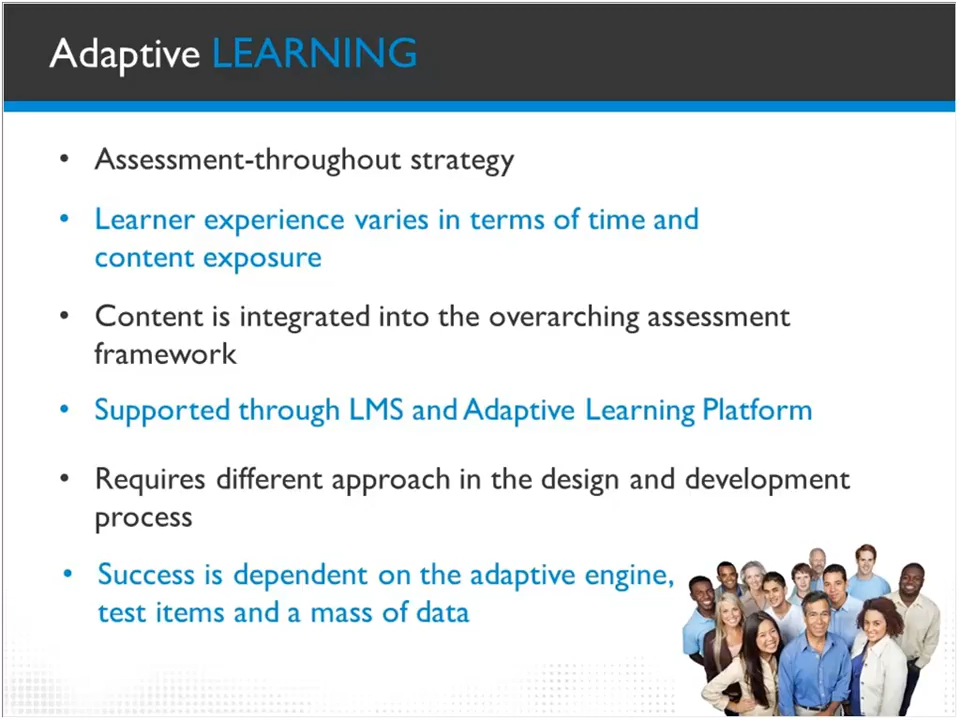 Adaptive LEARNING
• Assessment-throughout strategy
• Learner experience varies in terms of time and
content exposure
• Content is integrated into the overarching assessment
framework
• Supported through LMS and Adaptive Learning Platform
• Requires different approach in the design and development
process
• Success is dependent on the adaptive engine,
test items and a mass of data